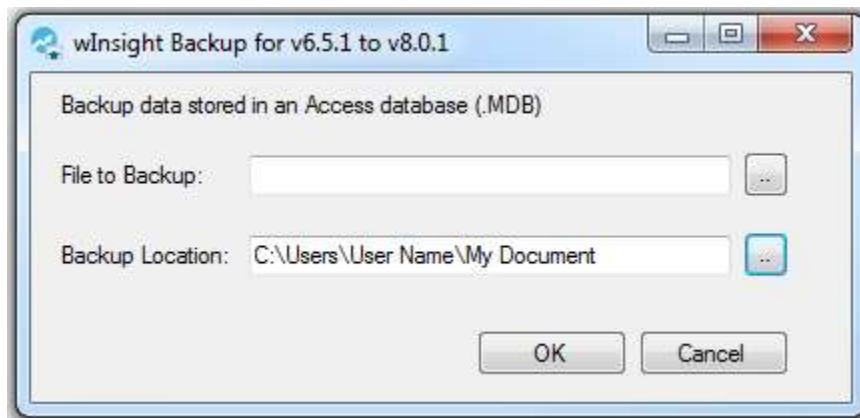 wInsight Backup for v6.5.1 to v8.0.1
Backup data stored in an Access database (.MDB)
File to Backup:
..
Backup Location: C:\Users\User Name\My Document
..
OK Cancel